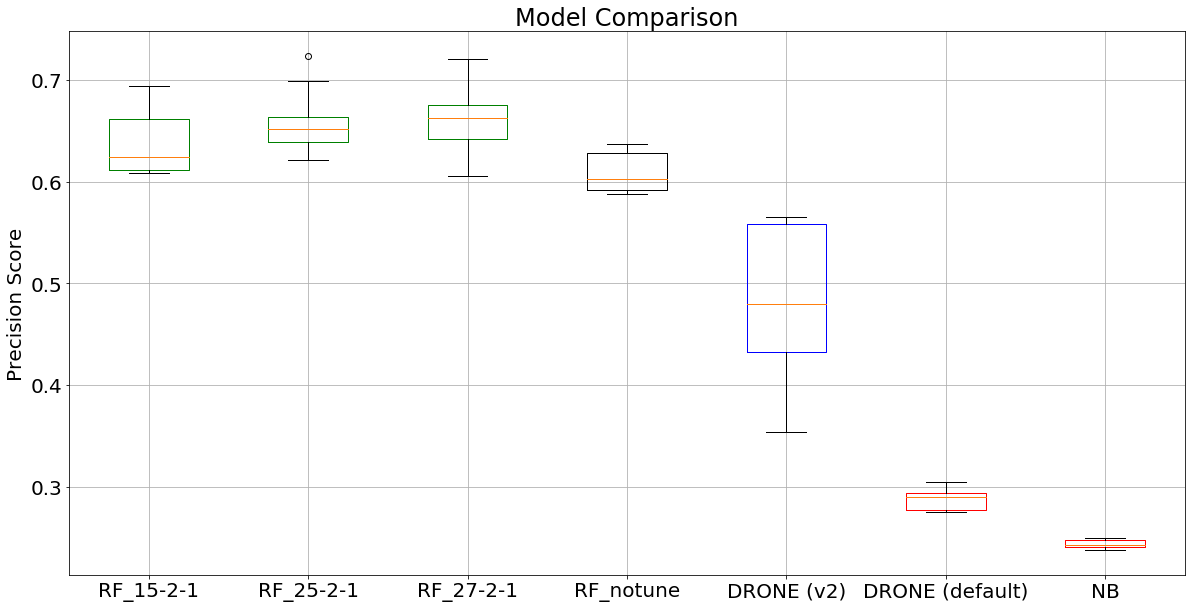 Model Comparison
Precision Score
0.7
0.6
0.5
0.4
0.3
RF_15-2-1 RF_25-2-1 RF_27-2-1 RF_notune DRONE (v2) DRONE (default) NB